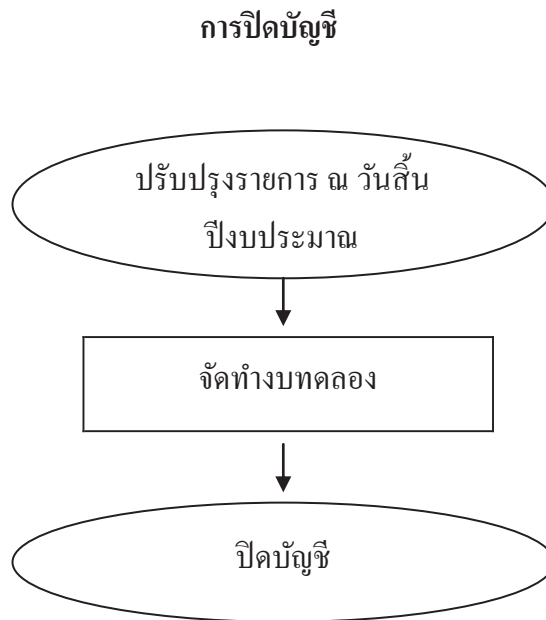 การปิดบัญชี
ปรับปรุงรายการ ณ วันสิ้น
ปีงบประมาณ
จัดทำงบทดลอง
ปิดบัญชี